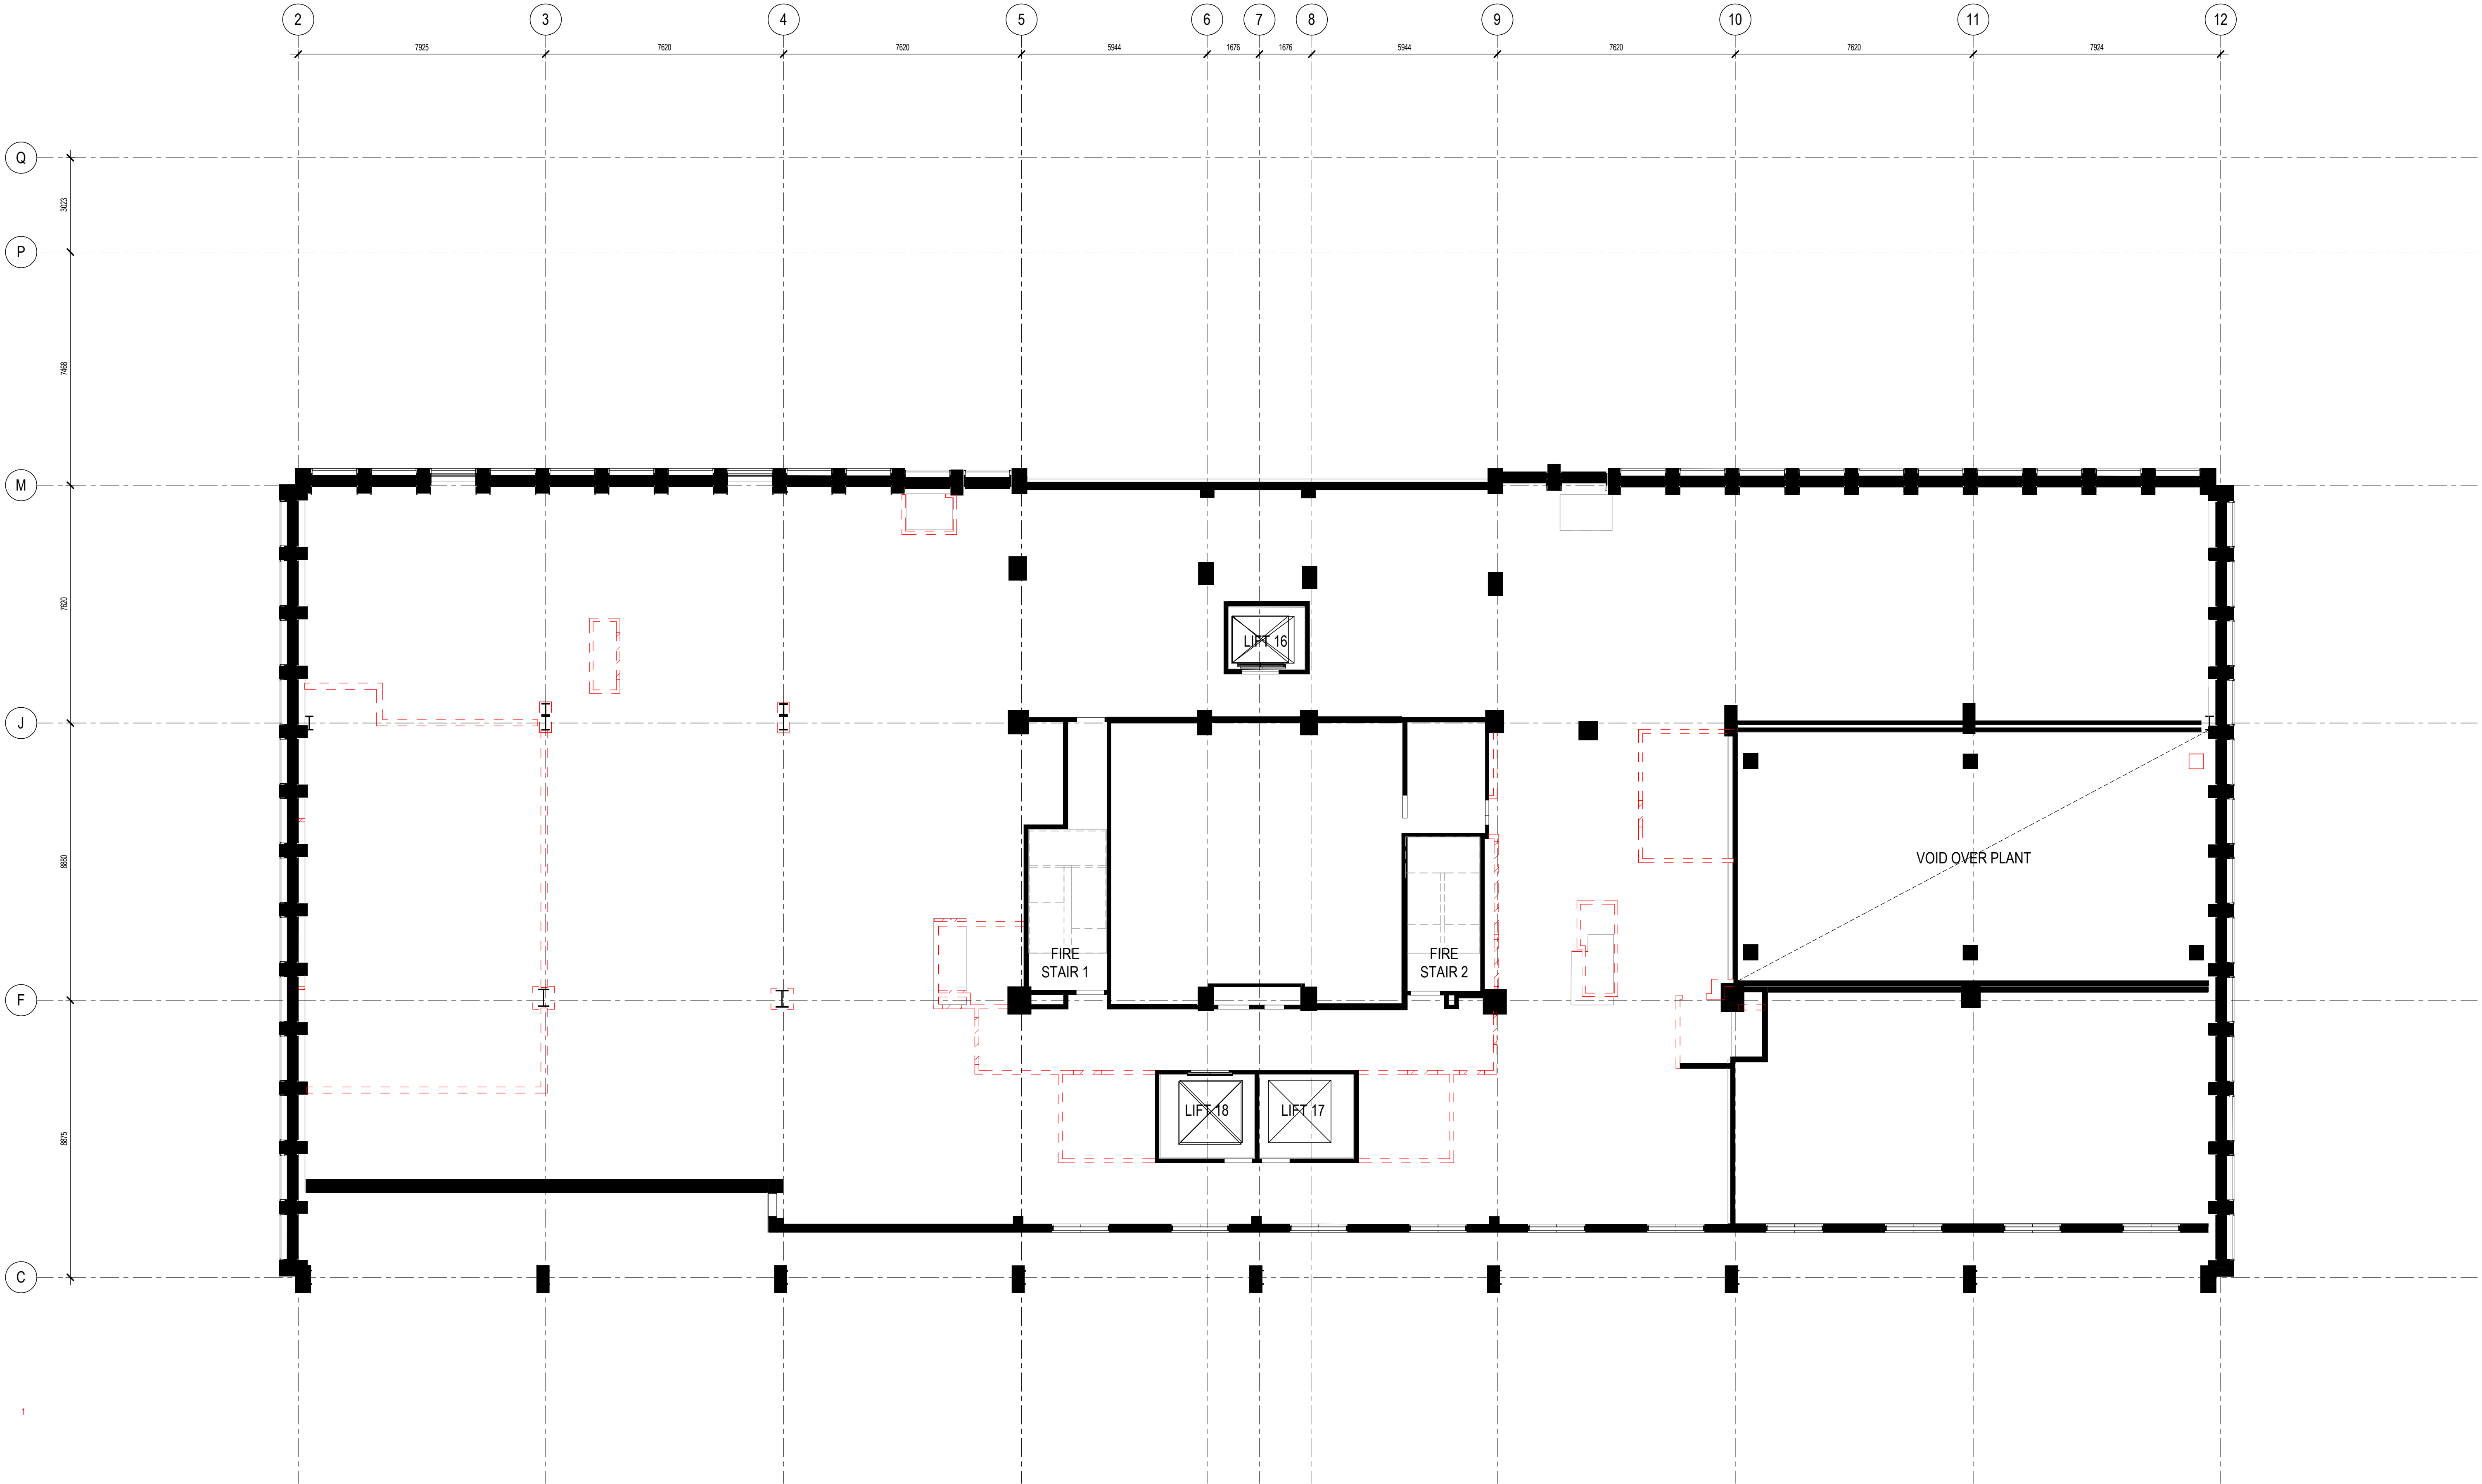 2 3 4 5 6 7 8 9 10 11 12
7925 7620 7620 5944 1676 1676 5944 7620 7620 7924
Q
3023
P
7468
M
7620
LIFT 16
J
8880
VOID OVER PLANT
FIRE
STAIR 1
FIRE
STAIR 2
F
8875
LIFT 18
LIFT 17
C
1